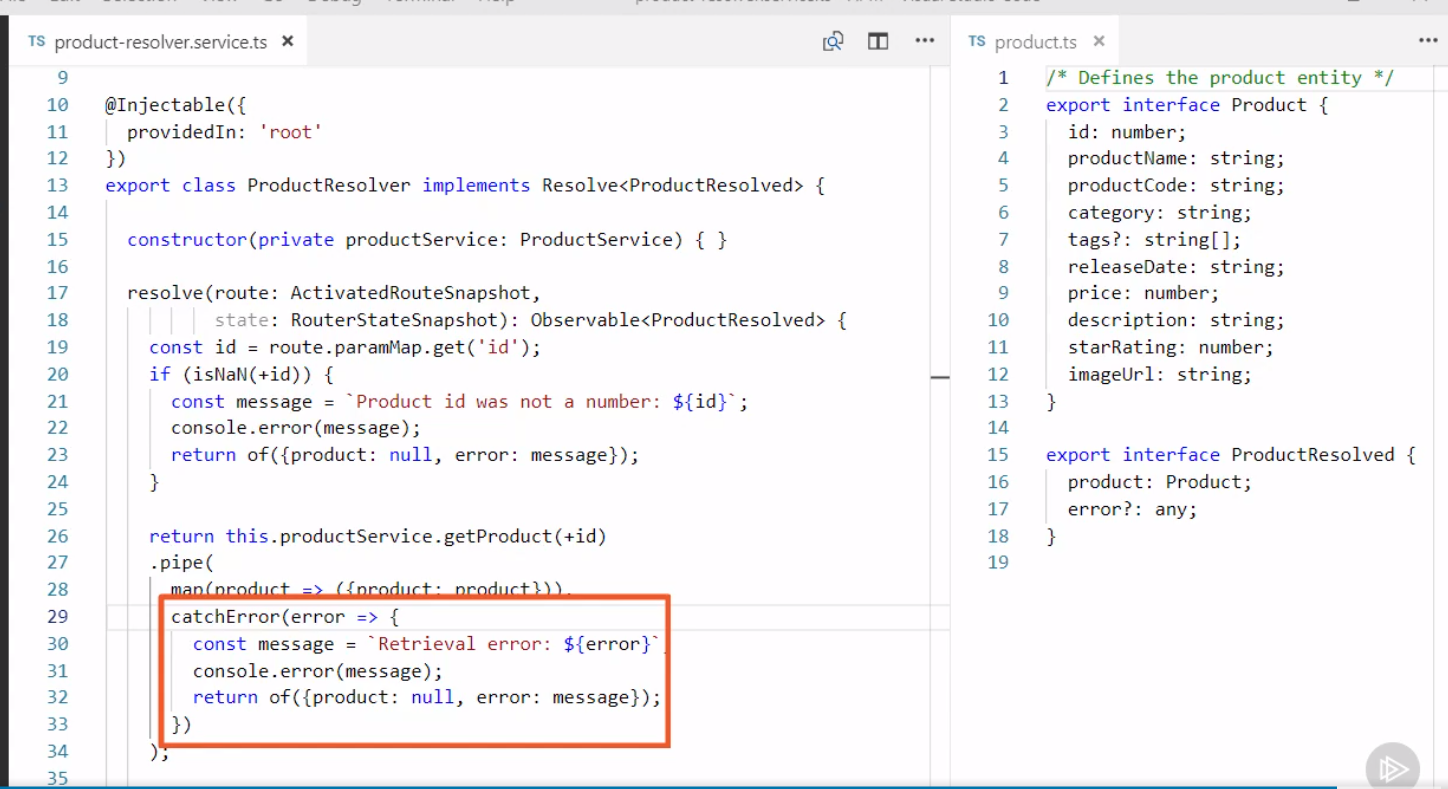 TS product-resolver.service.ts ×
9
10 @Injectable({
11 providedIn: 'root'
12 })
13 export class ProductResolver implements Resolve<ProductResolved> {
14
15 constructor(private productService: ProductService) { }
16
17 resolve(route: ActivatedRouteSnapshot,
18 state: RouterStateSnapshot): Observable<ProductResolved> {
19 const id = route.paramMap.get('id');
20 if (isNaN(+id)) {
21 const message = `Product id was not a number: ${id}`;
22 console.error(message);
23 return of({product: null, error: message});
24 }
25
26 return this.productService.getProduct(+id)
27 .pipe(
28 map(product => ({product: product})),
29 catchError(error => {
30 const message = `Retrieval error: ${error}`;
31 console.error(message);
32 return of({product: null, error: message});
33 })
34 );
35
TS product.ts ×
1 /* Defines the product entity */
2 export interface Product {
3 id: number;
4 productName: string;
5 productCode: string;
6 category: string;
7 tags?: string[];
8 releaseDate: string;
9 price: number;
10 description: string;
11 starRating: number;
12 imageUrl: string;
13 }
14
15 export interface ProductResolved {
16 product: Product;
17 error?: any;
18 }
19